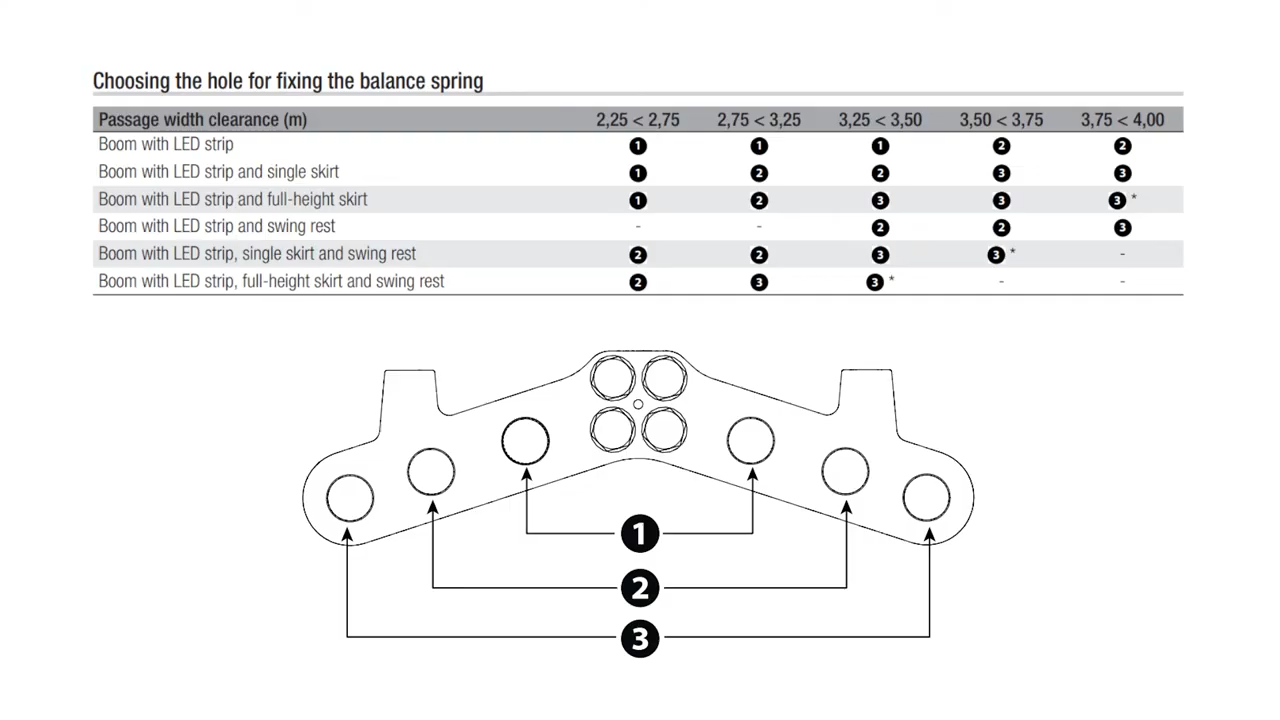 Choosing the hole for fixing the balance spring
Passage width clearance (m) 2,25 < 2,75 2,75 < 3,25 3,25 < 3,50 3,50 < 3,75 3,75 < 4,00
Boom with LED strip 1 1 1 2 2
Boom with LED strip and single skirt 1 2 2 3 3
Boom with LED strip and full-height skirt 1 2 3 3 3 *
Boom with LED strip and swing rest - - 2 2 3
Boom with LED strip, single skirt and swing rest 2 2 3 3 * -
Boom with LED strip, full-height skirt and swing rest 2 3 3 * - -
1
2
3